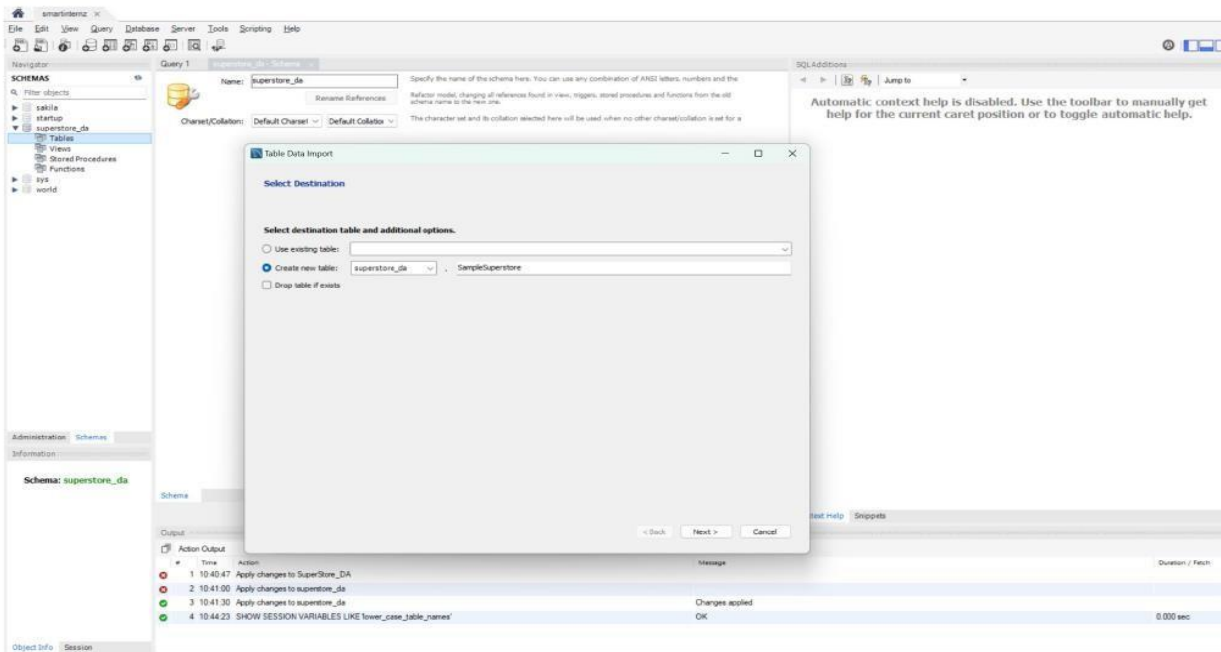 smartinternz ×
File Edit View Query Database Server Tools Scripting Help
Navigator
SCHEMAS
Filter objects
sakila
startup
superstore_da
Tables
Views
Stored Procedures
Functions
sys
world
Administration Schemas
Information
Schema: superstore_da
Object Info Session
Query 1 superstore_da - Schema ×
Name: superstore_da
Specify the name of the schema here. You can use any combination of ANSI letters, numbers and the
Rename References
Refactor model, changing all references found in view, triggers, stored procedures and functions from the old
schema name to the new one.
Charset/Collation: Default Charset Default Collation
The character set and its collation selected here will be used when no other charset/collation is set for a
Schema
Table Data Import
Select Destination
Select destination table and additional options.
Use existing table:
Create new table: superstore_da . SampleSuperstore
Drop table if exists
< Back Next > Cancel
SQLAdditions
Jump to
Automatic context help is disabled. Use the toolbar to manually get
help for the current caret position or to toggle automatic help.
text Help Snippets
Output
Action Output
# Time Action Message Duration / Fetch
1 10:40:47 Apply changes to SuperStore_DA
2 10:41:00 Apply changes to superstore_da
3 10:41:30 Apply changes to superstore_da Changes applied
4 10:44:23 SHOW SESSION VARIABLES LIKE 'lower_case_table_names' OK 0.000 sec